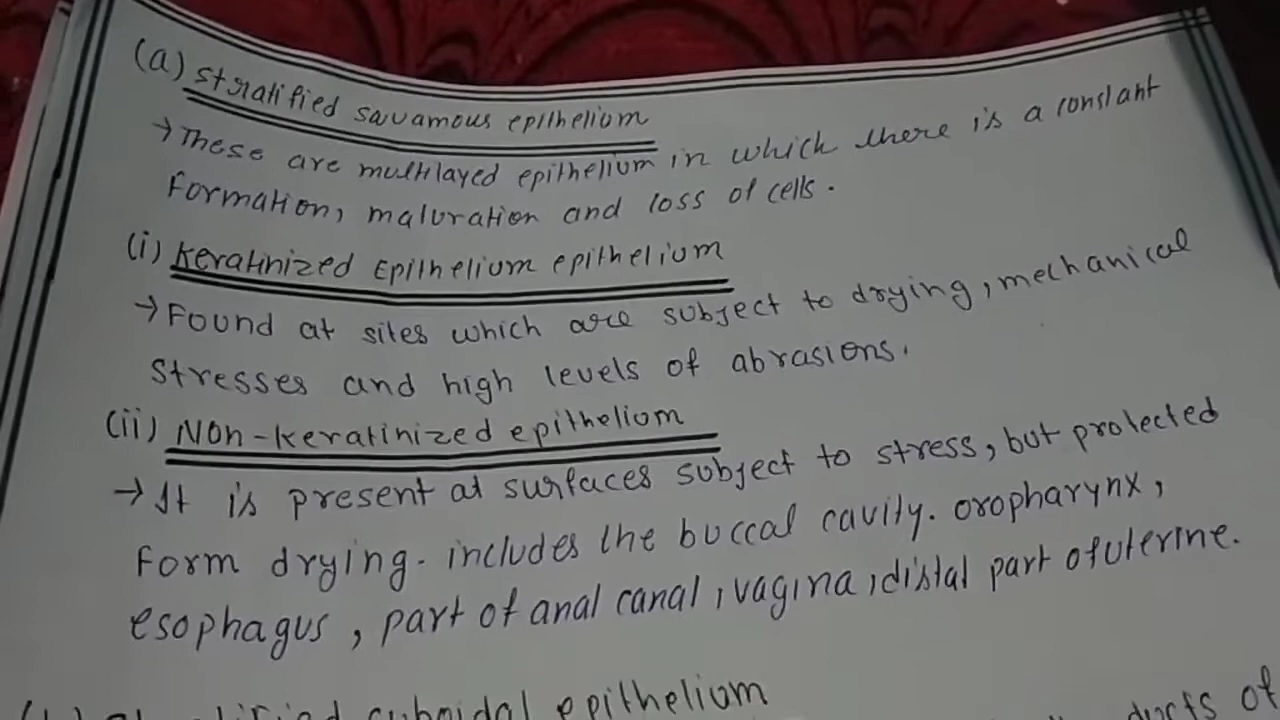 (a) stratified sauamous epithelium
→ These are multilayed epithelium in which there is a constant
formation, maturation and loss of cells.
(i) Keratinized Epithelium epithelium
→ Found at sites which are subject to drying, mechanical
stresses and high levels of abrasions.
(ii) Non-keratinized epithelium
→ It is present at surfaces subject to stress, but protected
form drying. includes the buccal cavity. oropharynx,
esophagus, part of anal canal, vagina, distal part of uterine.
cuboidal epithelium ducts of